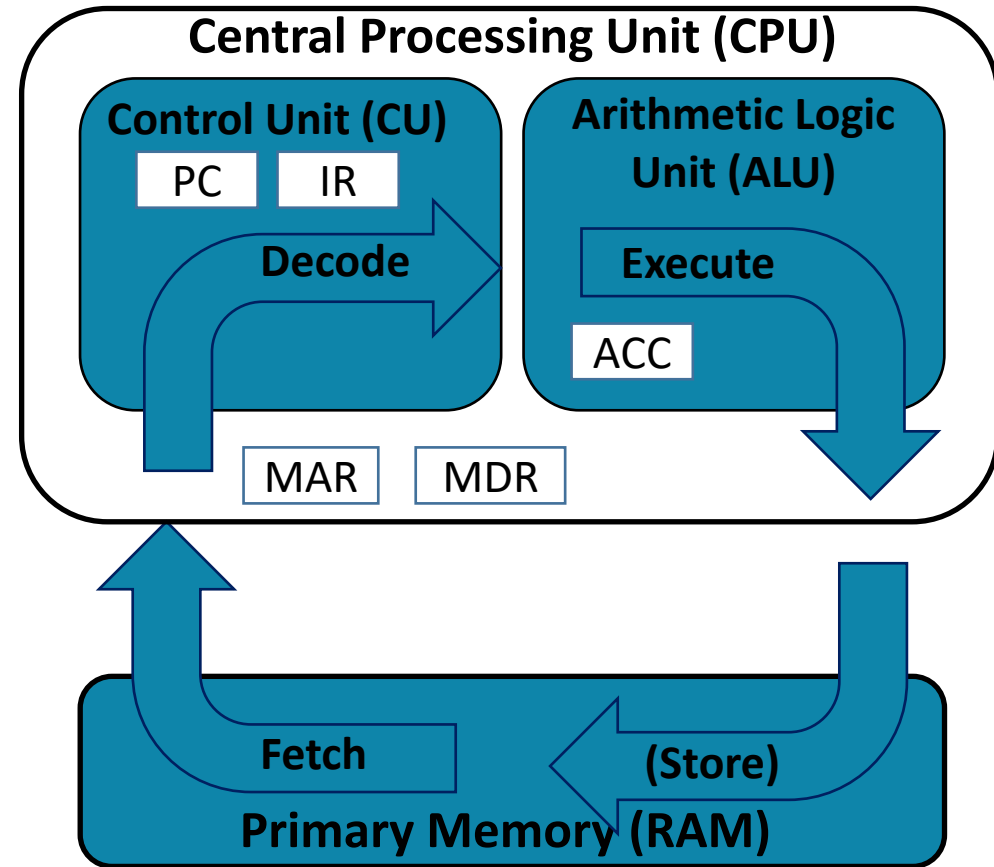 Central Processing Unit (CPU)
Control Unit (CU)
PC
IR
Decode
Arithmetic Logic
Unit (ALU)
Execute
ACC
MAR
MDR
Fetch
(Store)
Primary Memory (RAM)